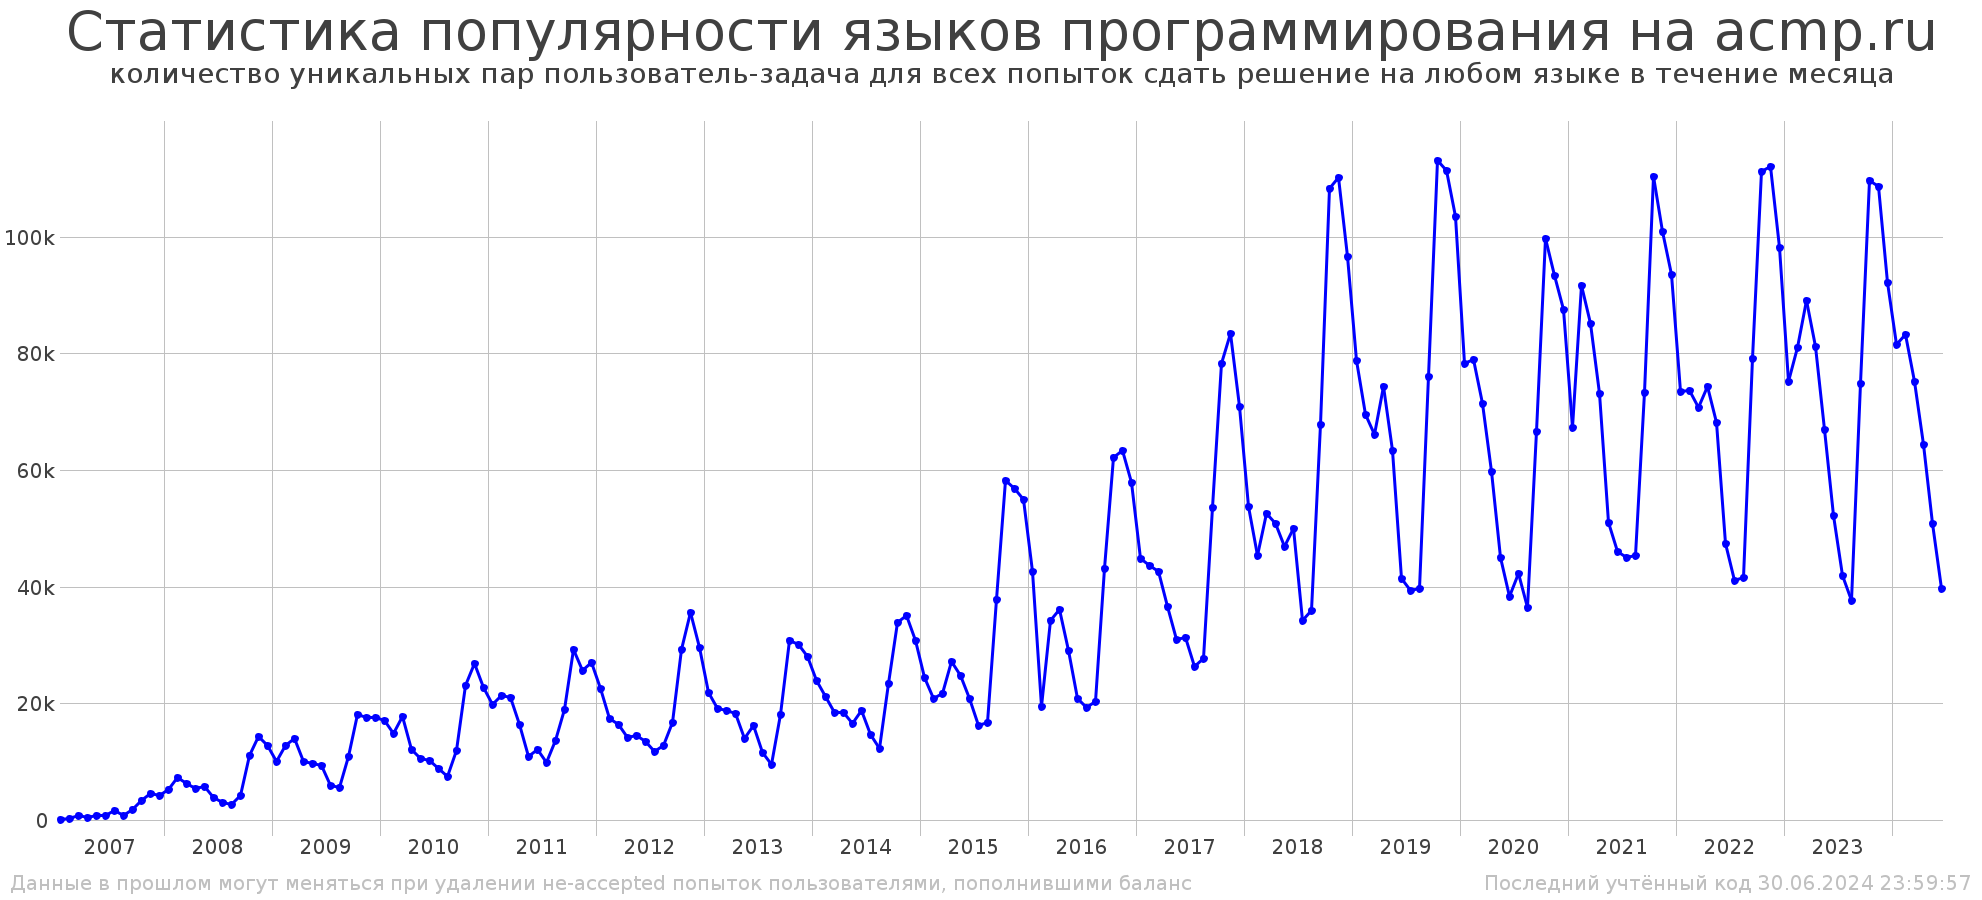 Статистика популярности языков программирования на acmp.ru
количество уникальных пар пользователь-задача для всех попыток сдать решение на любом языке в течение месяца
100k
80k
60k
40k
20k
0
2007 2008 2009 2010 2011 2012 2013 2014 2015 2016 2017 2018 2019 2020 2021 2022 2023
Данные в прошлом могут меняться при удалении не-accepted попыток пользователями, пополнившими баланс
Последний учтённый код 30.06.2024 23:59:57